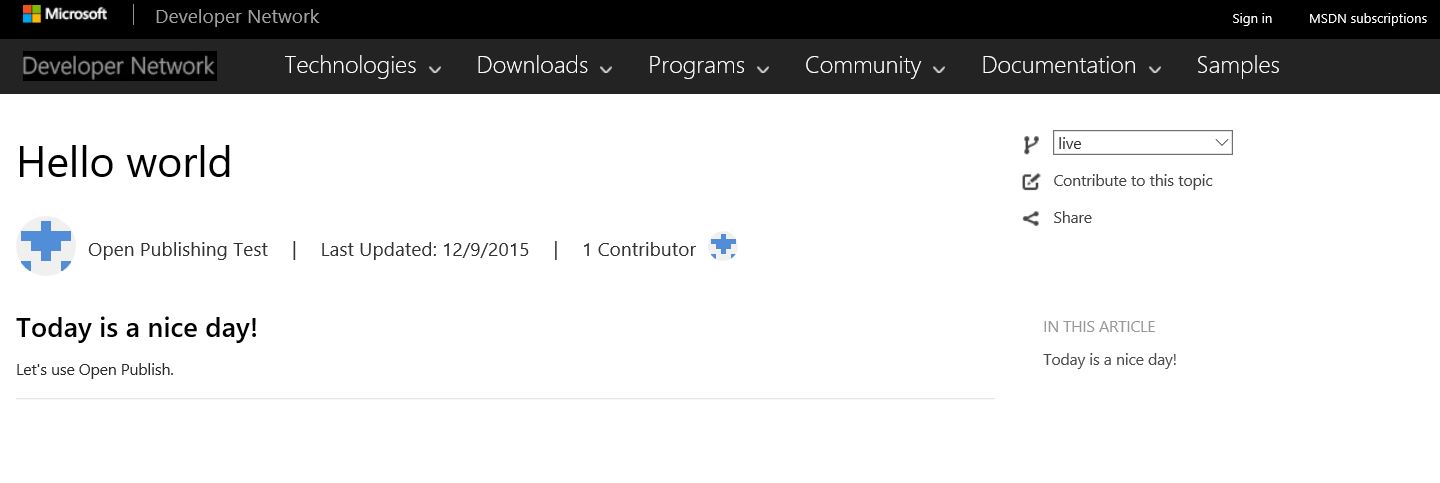 Microsoft | Developer Network Sign in MSDN subscriptions
Developer Network Technologies Downloads Programs Community Documentation Samples
Hello world
Open Publishing Test | Last Updated: 12/9/2015 | 1 Contributor
Today is a nice day!
Let's use Open Publish.
live
Contribute to this topic
Share
IN THIS ARTICLE
Today is a nice day!